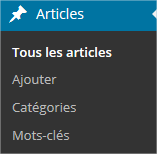 Articles
Tous les articles
Ajouter
Catégories
Mots-clés